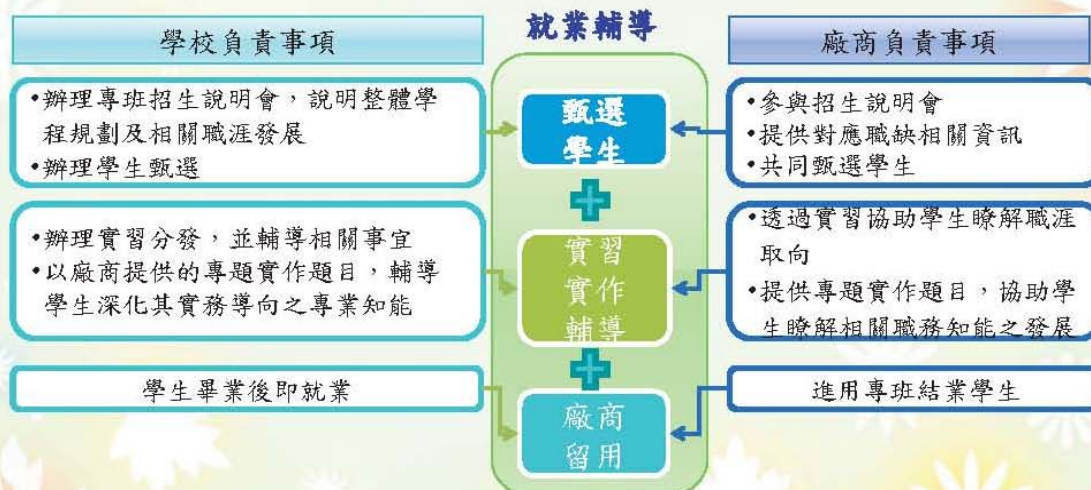 就業輔導
學校負責事項
廠商負責事項
•辦理專班招生說明會，說明整體學
程規劃及相關職涯發展
•辦理學生甄選
甄選
學生
•參與招生說明會
•提供對應職缺相關資訊
•共同甄選學生
•辦理實習分發，並輔導相關事宜
•以廠商提供的專題實作題目，輔導
學生深化其實務導向之專業知能
實習
實作
輔導
•透過實習協助學生瞭解職涯
取向
•提供專題實作題目，協助學
生瞭解相關職務知能之發展
學生畢業後即就業
廠商
留用
進用專班結業學生